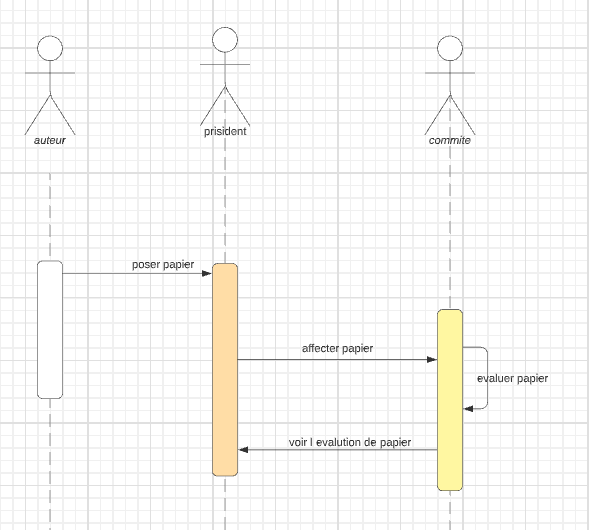 auteur
prisident
commite
poser papier
affecter papier
evaluer papier
voir l evalution de papier